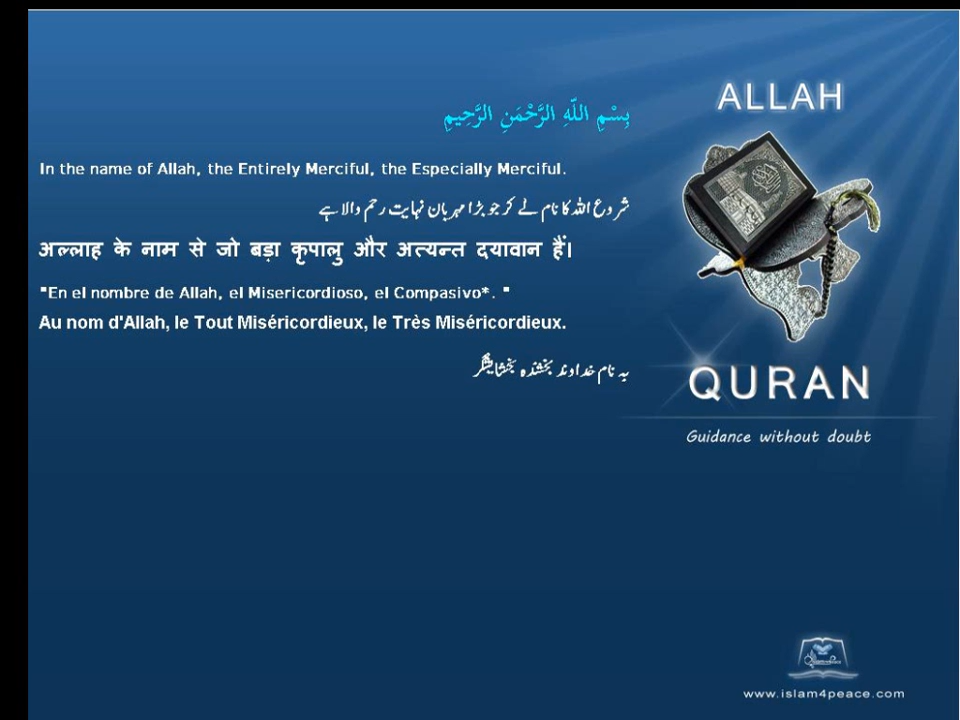 بِسْمِ اللَّهِ الرَّحْمَنِ الرَّحِيمِ
In the name of Allah, the Entirely Merciful, the Especially Merciful.
شروع اللہ کا نام لے کر جو بڑا مہربان نہایت رحم والا ہے
अल्लाह के नाम से जो बड़ा कृपालु और अत्यन्त दयावान हैं।
"En el nombre de Allah, el Misericordioso, el Compasivo*. "
Au nom d'Allah, le Tout Miséricordieux, le Très Miséricordieux.
به نام خداوند بخشنده بخشایشگر
ALLAH
QURAN
Guidance without doubt
www.islam4peace.com